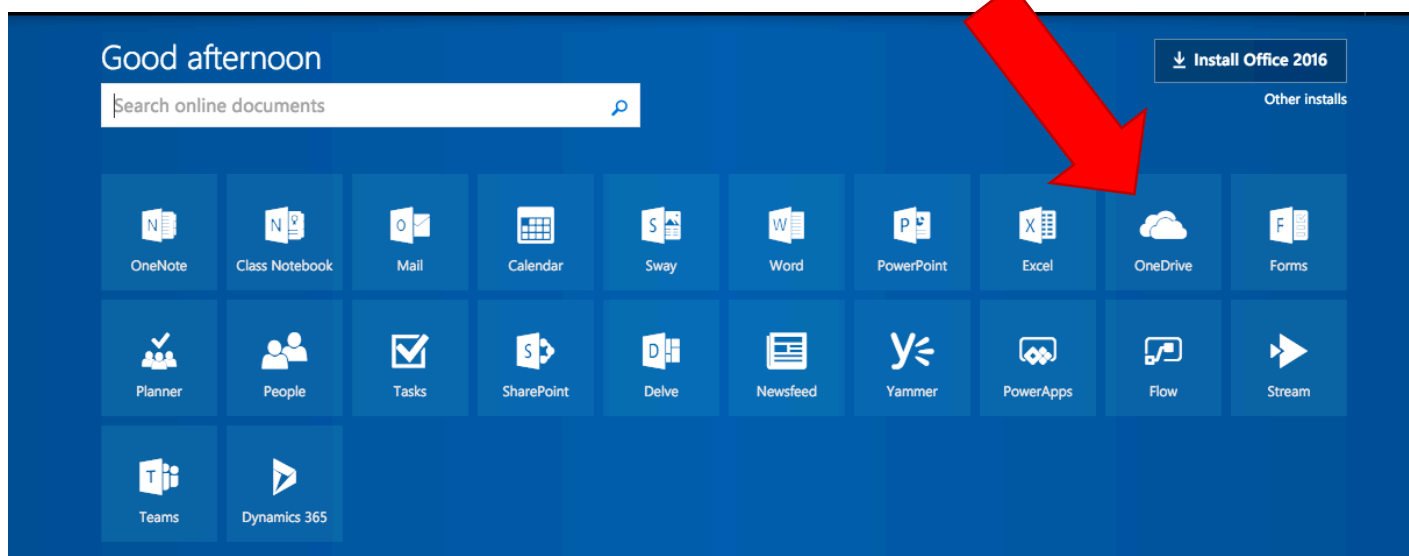 Good afternoon
Install Office 2016
Search online documents
Other installs
N N O S W P X F
OneNote Class Notebook Mail Calendar Sway Word PowerPoint Excel OneDrive Forms
S D
Planner People Tasks SharePoint Delve Newsfeed Yammer PowerApps Flow Stream
T
Teams Dynamics 365